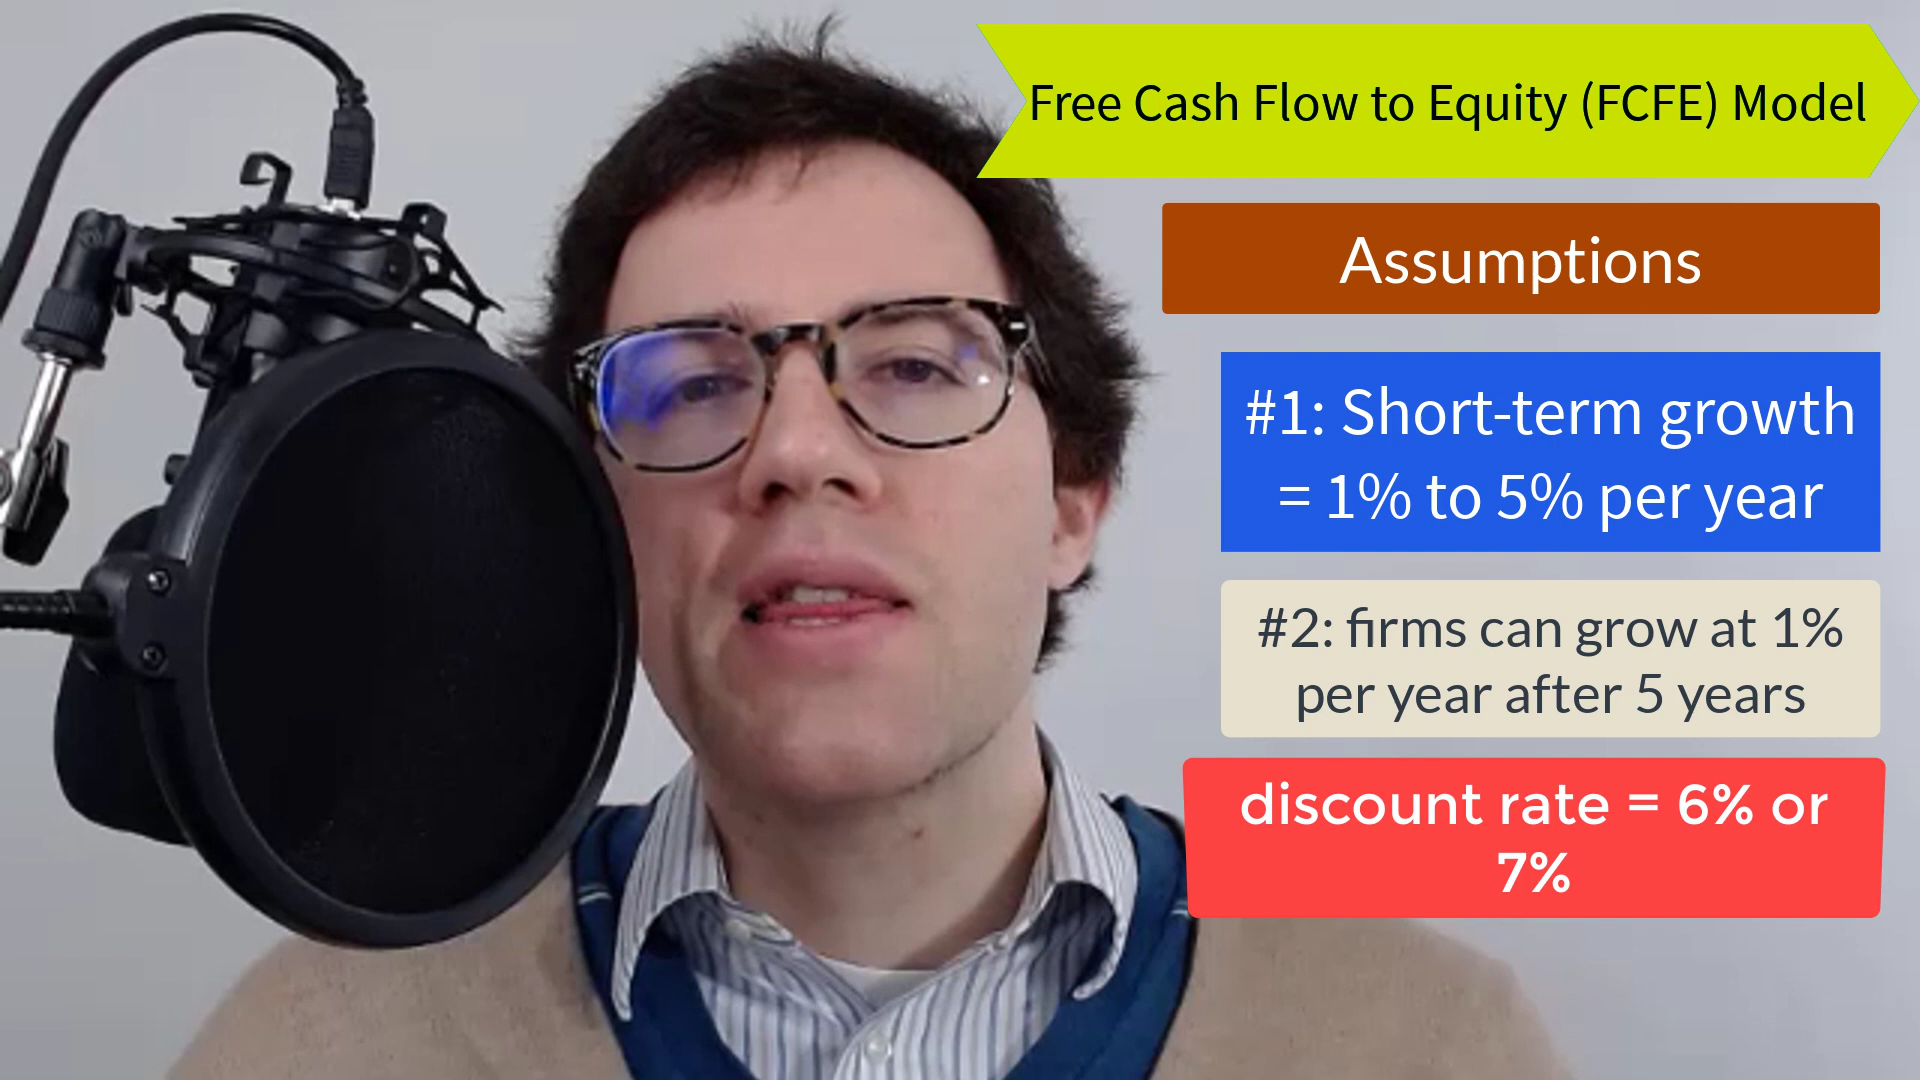 Free Cash Flow to Equity (FCFE) Model
Assumptions
#1: Short-term growth
= 1% to 5% per year
#2: firms can grow at 1%
per year after 5 years
discount rate = 6% or
7%